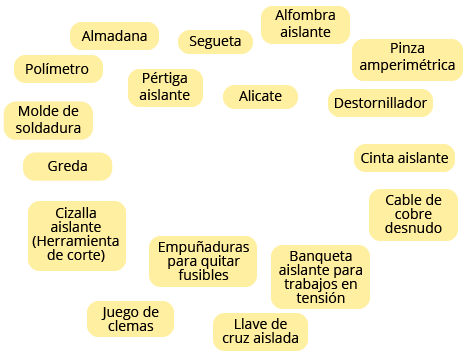 Alfombra
aislante
Almadana
Segueta
Pinza
amperimétrica
Polímetro
Pértiga
aislante
Alicate
Destornillador
Molde de
soldadura
Greda
Cinta aislante
Cable de
cobre
desnudo
Cizalla
aislante
(Herramienta
de corte)
Empuñaduras
para quitar
fusibles
Banqueta
aislante para
trabajos en
tensión
Juego de
clemas
Llave de
cruz aislada